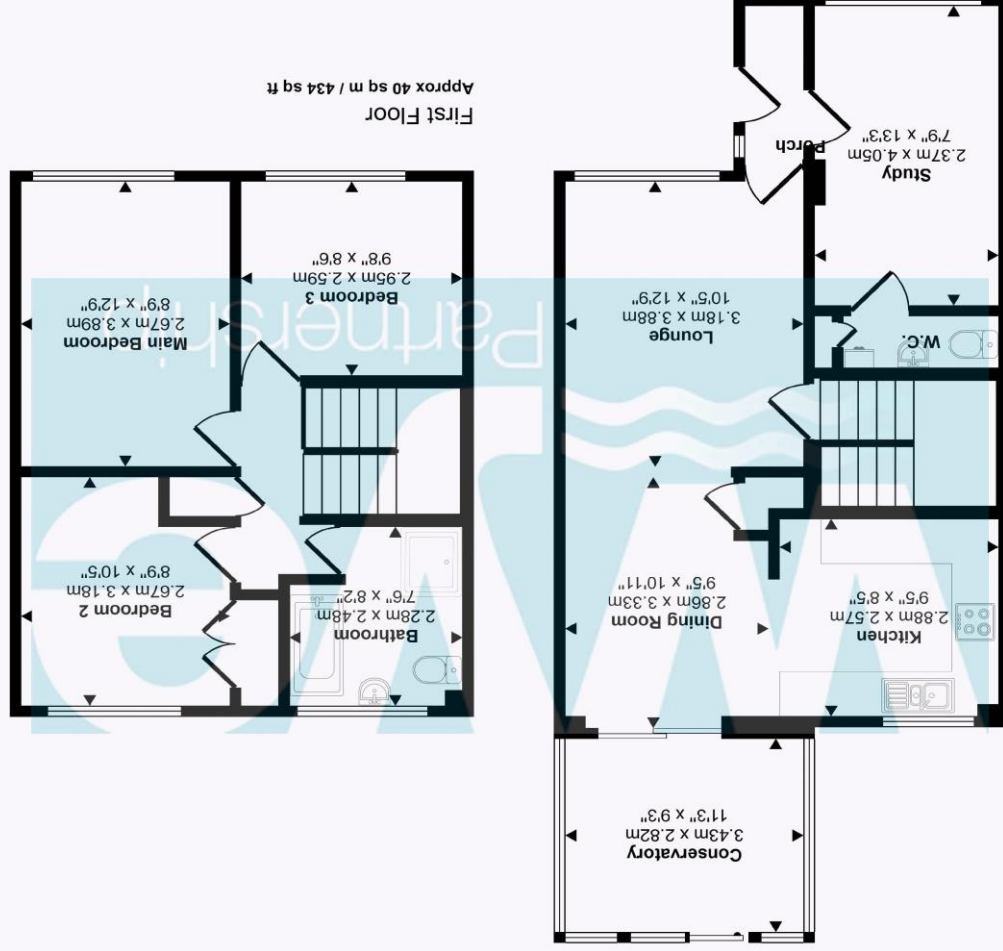 Study
2.37m x 4.05m
7'9" x 13'3"
Porch
W.C.
Lounge
3.18m x 3.88m
10'5" x 12'9"
Kitchen
2.88m x 2.57m
9'5" x 8'5"
Dining Room
2.86m x 3.33m
9'5" x 10'11"
Conservatory
3.43m x 2.82m
11'3" x 9'3"
First Floor
Approx 40 sq m / 434 sq ft
Bedroom 3
2.95m x 2.59m
9'8" x 8'6"
Main Bedroom
2.67m x 3.89m
8'9" x 12'9"
Bathroom
2.28m x 2.48m
7'6" x 8'2"
Bedroom 2
2.67m x 3.18m
8'9" x 10'5"
Partnership